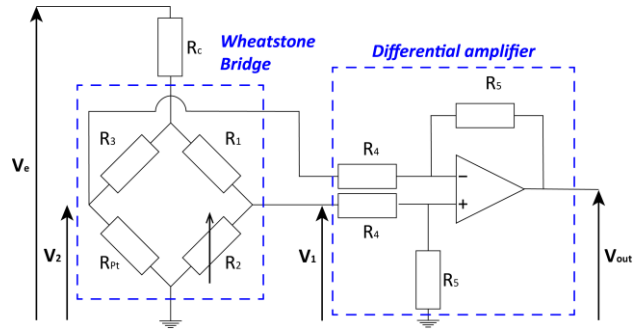 Rc
Wheatstone
Bridge
Differential amplifier
R5
R3
R1
Ve
R4
−
+
R4
V2
RPt
R2
V1
R5
Vout